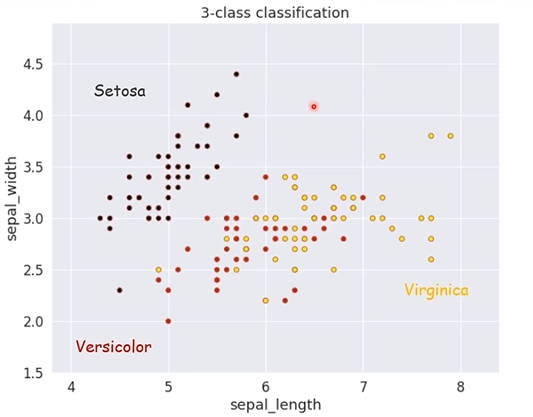 3-class classification
4.5
Setosa
4.0
3.5
sepal_width
3.0
2.5
Virginica
2.0
Versicolor
1.5
4 5 6 7 8
sepal_length